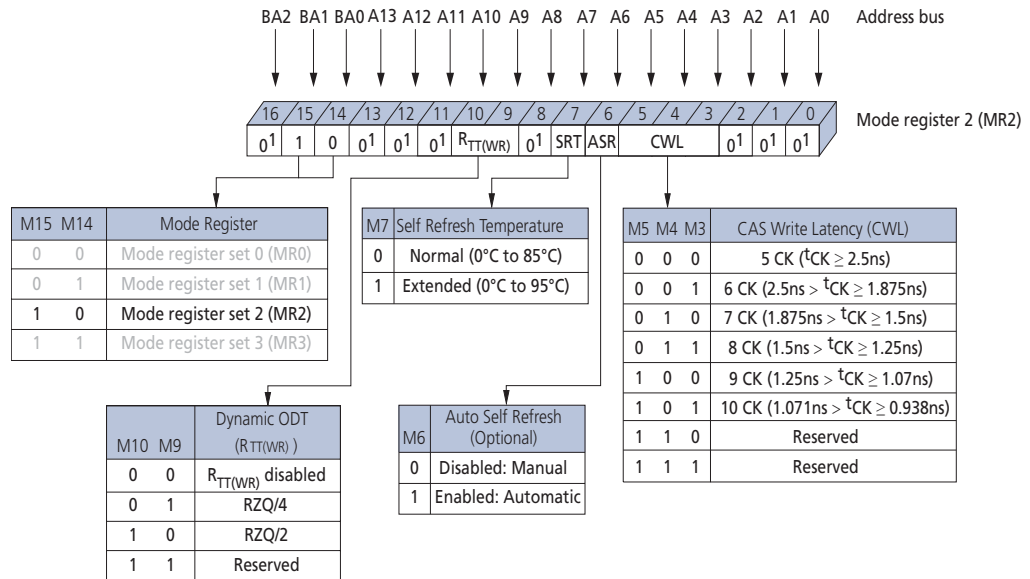 BA2 BA1 BA0 A13 A12 A11 A10 A9 A8 A7 A6 A5 A4 A3 A2 A1 A0 Address bus
16 15 14 13 12 11 10 9 8 7 6 5 4 3 2 1 0
Mode register 2 (MR2)
0¹ 1 0 0¹ 0¹ 0¹ RTT(WR) 0¹ SRT ASR CWL 0¹ 0¹ 0¹
M15 M14 Mode Register
0 0 Mode register set 0 (MR0)
0 1 Mode register set 1 (MR1)
1 0 Mode register set 2 (MR2)
1 1 Mode register set 3 (MR3)
M7 Self Refresh Temperature
0 Normal (0°C to 85°C)
1 Extended (0°C to 95°C)
M5 M4 M3 CAS Write Latency (CWL)
0 0 0 5 CK (tCK ≥ 2.5ns)
0 0 1 6 CK (2.5ns > tCK ≥ 1.875ns)
0 1 0 7 CK (1.875ns > tCK ≥ 1.5ns)
0 1 1 8 CK (1.5ns > tCK ≥ 1.25ns)
1 0 0 9 CK (1.25ns > tCK ≥ 1.07ns)
1 0 1 10 CK (1.071ns > tCK ≥ 0.938ns)
1 1 0 Reserved
1 1 1 Reserved
Dynamic ODT
M10 M9 (RTT(WR) )
0 0 RTT(WR) disabled
0 1 RZQ/4
1 0 RZQ/2
1 1 Reserved
Auto Self Refresh
M6 (Optional)
0 Disabled: Manual
1 Enabled: Automatic